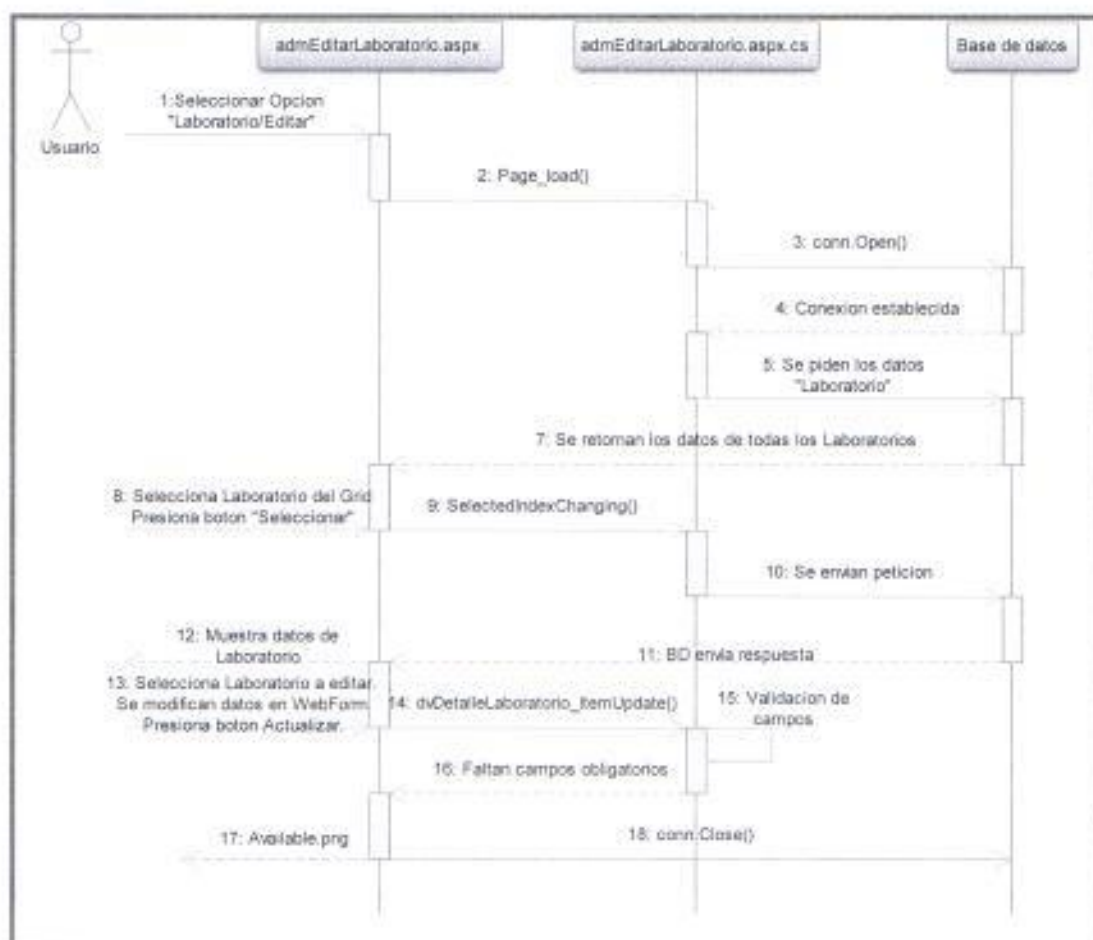 admEditarLaboratorio.aspx
admEditarLaboratorio.aspx.cs
Base de datos
Usuario
1:Seleccionar Opcion
"Laboratorio/Editar"
2: Page_load()
3: conn.Open()
4: Conexion establecida
5: Se piden los datos
"Laboratorio"
7: Se retornan los datos de todas los Laboratorios
8: Selecciona Laboratorio del Grid
Presiona boton "Seleccionar"
9: SelectedIndexChanging()
10: Se envian peticion
11: BD envia respuesta
12: Muestra datos de
Laboratorio
13: Selecciona Laboratorio a editar.
Se modifican datos en WebForm.
Presiona boton Actualizar.
14: dvDetalleLaboratorio_ItemUpdate()
15: Validacion de
campos
16: Faltan campos obligatorios
17: Available.png
18: conn.Close()